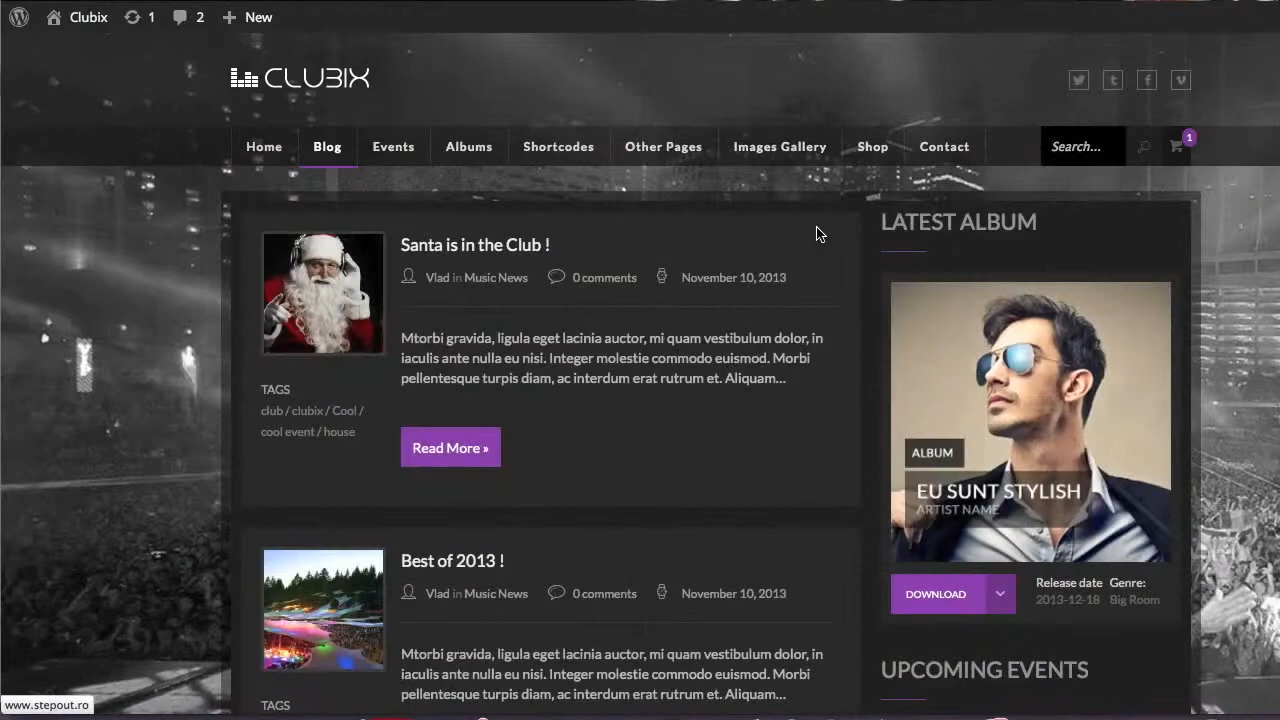 Clubix 1 2 New
CLUBIX
Home Blog Events Albums Shortcodes Other Pages Images Gallery Shop Contact Search... 1
LATEST ALBUM
Santa is in the Club !
Vlad in Music News 0 comments November 10, 2013
Mtorbi gravida, ligula eget lacinia auctor, mi quam vestibulum dolor, in
iaculis ante nulla eu nisi. Integer molestie commodo euismod. Morbi
pellentesque turpis diam, ac interdum erat rutrum et. Aliquam...
TAGS
club / clubix / Cool /
cool event / house
Read More »
ALBUM
EU SUNT STYLISH
ARTIST NAME
DOWNLOAD
Release date Genre:
2013-12-18 Big Room
Best of 2013 !
Vlad in Music News 0 comments November 10, 2013
Mtorbi gravida, ligula eget lacinia auctor, mi quam vestibulum dolor, in
iaculis ante nulla eu nisi. Integer molestie commodo euismod. Morbi
pellentesque turpis diam, ac interdum erat rutrum et. Aliquam...
TAGS
UPCOMING EVENTS
www.stepout.ro